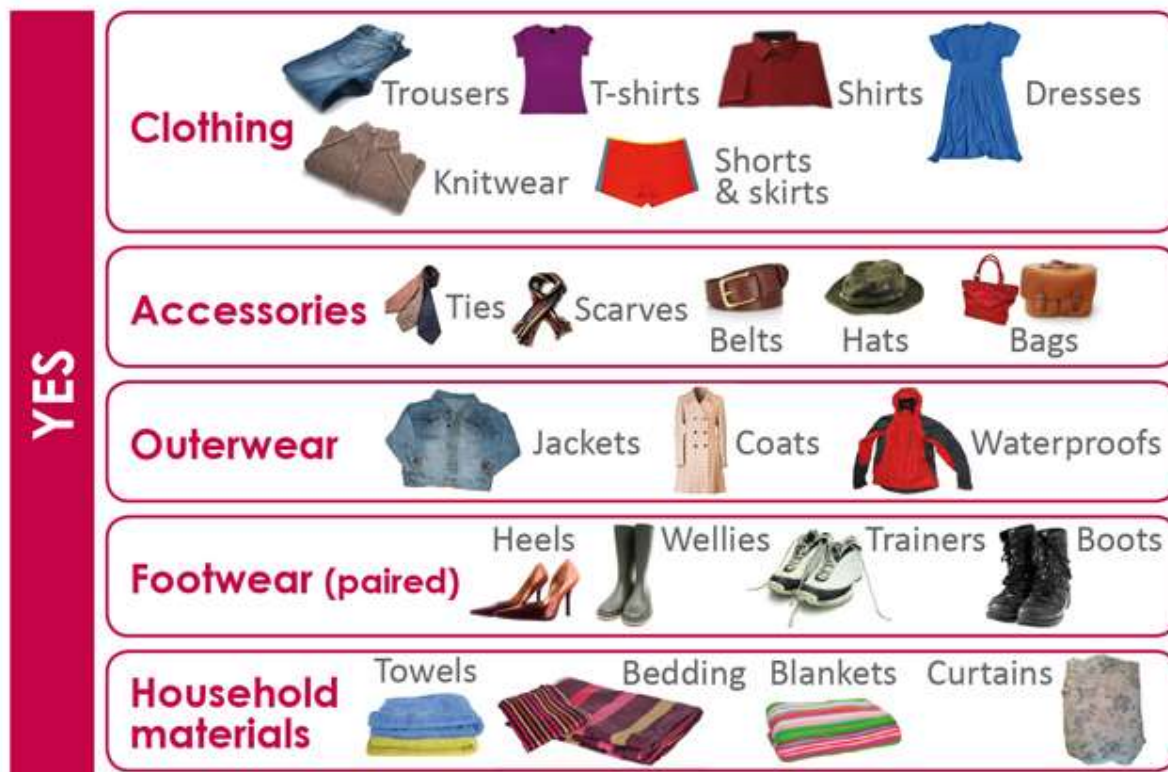 YES
Clothing
Trousers
T-shirts
Shirts
Dresses
Knitwear
Shorts
& skirts
Accessories
Ties
Scarves
Belts
Hats
Bags
Outerwear
Jackets
Coats
Waterproofs
Footwear (paired)
Heels
Wellies
Trainers
Boots
Household
materials
Towels
Bedding
Blankets
Curtains